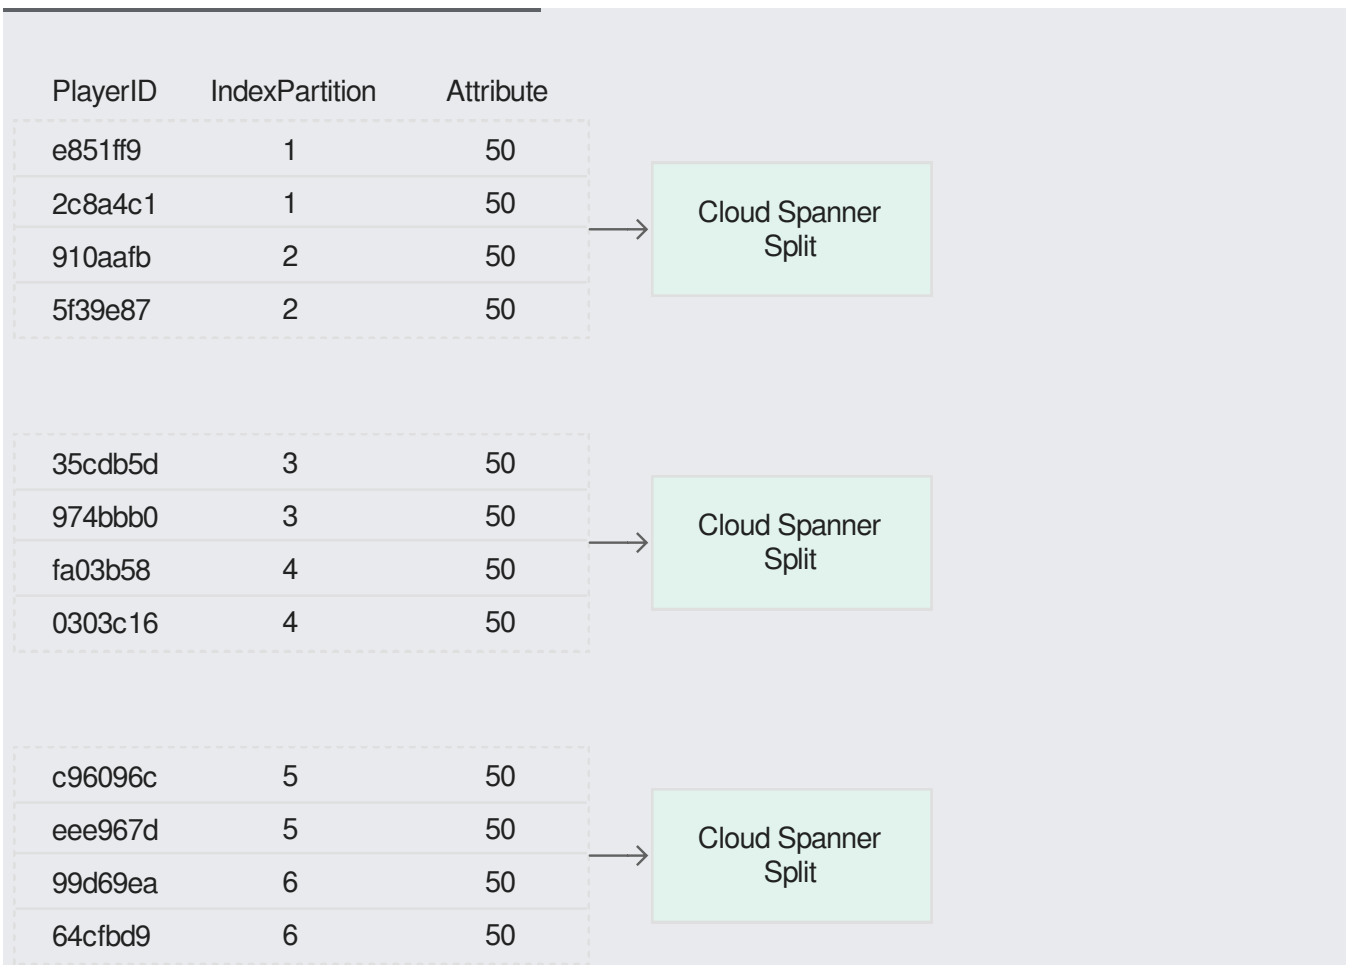 PlayerID IndexPartition Attribute
e851ff9 1 50
2c8a4c1 1 50
910aafb 2 50
5f39e87 2 50
Cloud Spanner
Split
35cdb5d 3 50
974bbb0 3 50
fa03b58 4 50
0303c16 4 50
Cloud Spanner
Split
c96096c 5 50
eee967d 5 50
99d69ea 6 50
64cfbd9 6 50
Cloud Spanner
Split